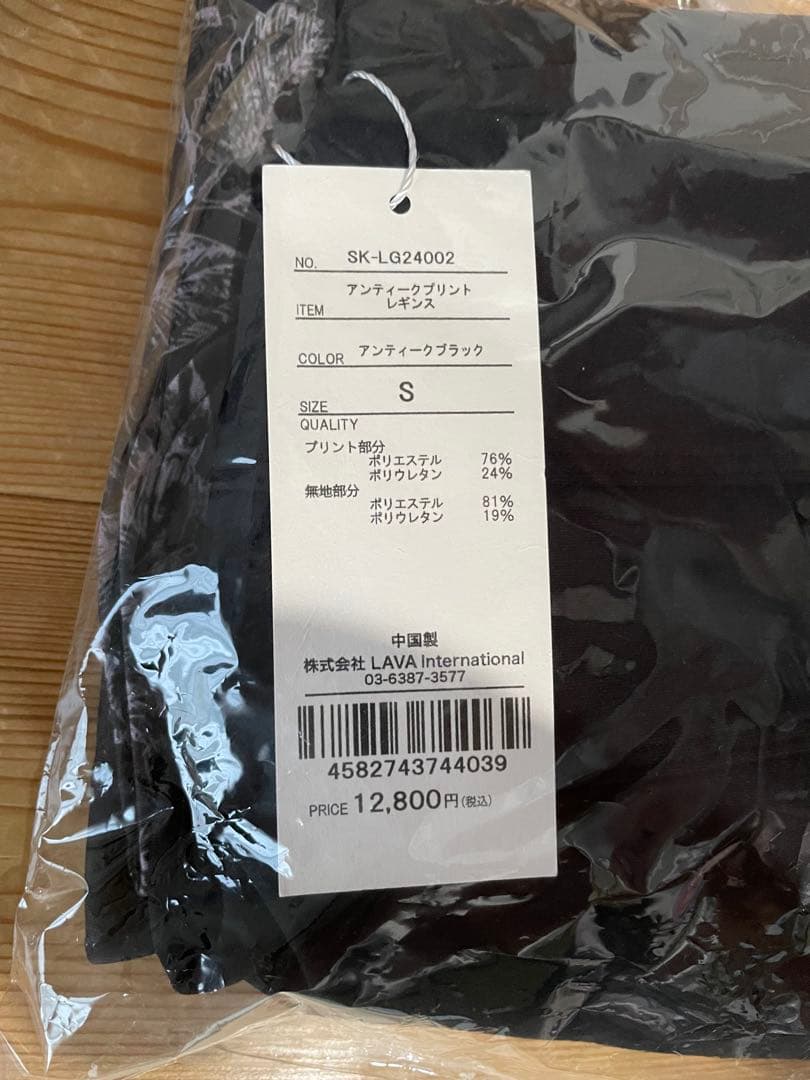 NO. SK-LG24002
アンティークプリント
ITEM レギンス
COLOR アンティークブラック
SIZE S
QUALITY
プリント部分
ポリエステル 76%
ポリウレタン 24%
無地部分
ポリエステル 81%
ポリウレタン 19%
中国製
株式会社 LAVA International
03-6387-3577
4582743744039
PRICE 12,800円(税込)